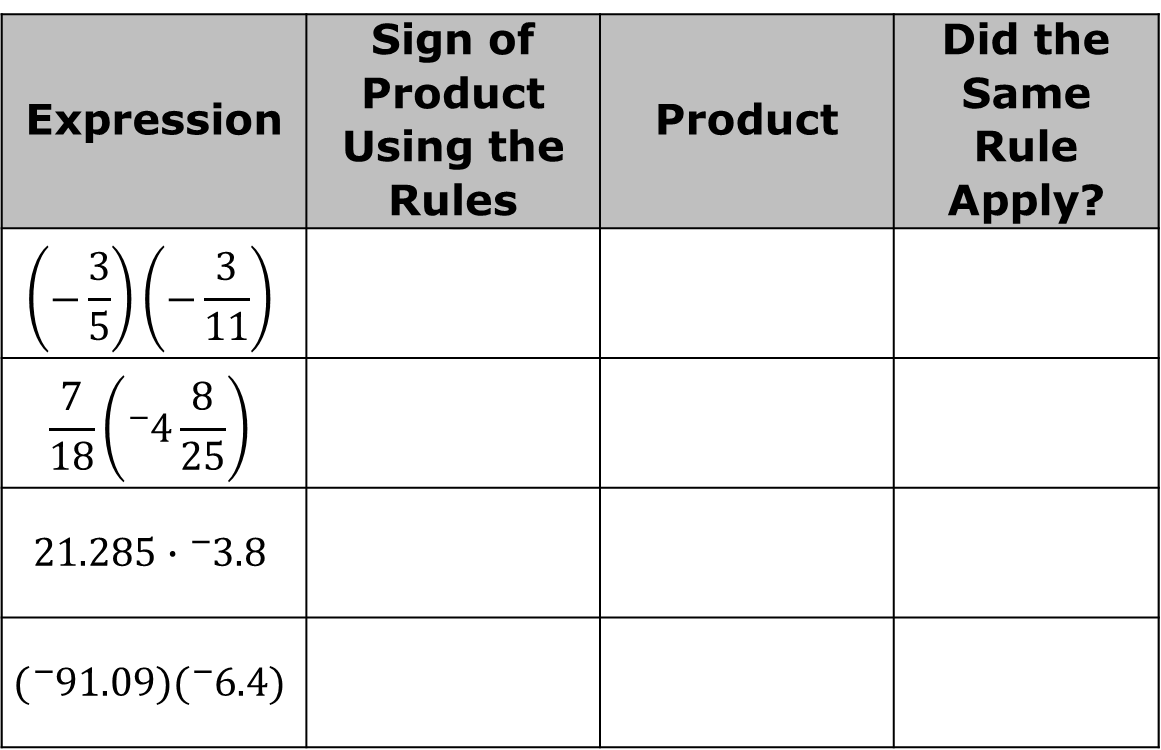 Expression
Sign of
Product
Using the
Rules
Product
Did the
Same
Rule
Apply?
(−3/5)(−3/11)
7/18(⁻4 8/25)
21.285 · ⁻3.8
(⁻91.09)(⁻6.4)